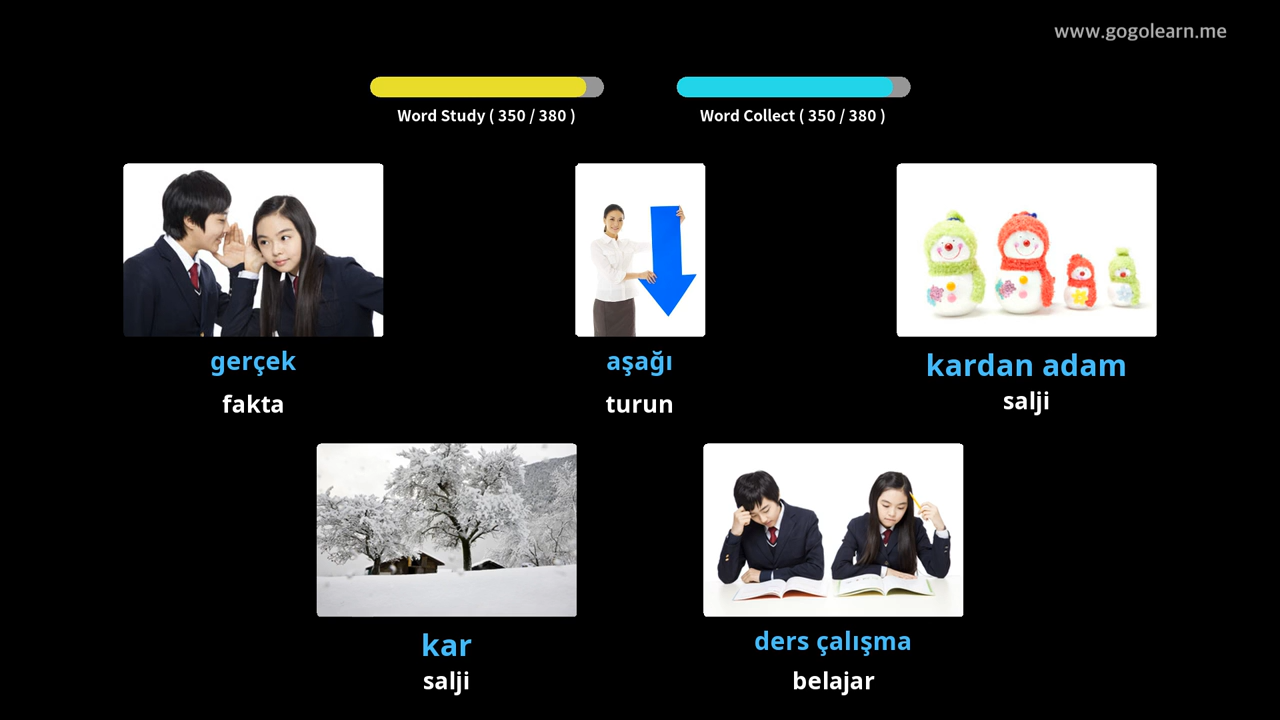 www.gogolearn.me
Word Study ( 350 / 380 )
Word Collect ( 350 / 380 )
gerçek
fakta
aşağı
turun
kardan adam
salji
kar
salji
ders çalışma
belajar